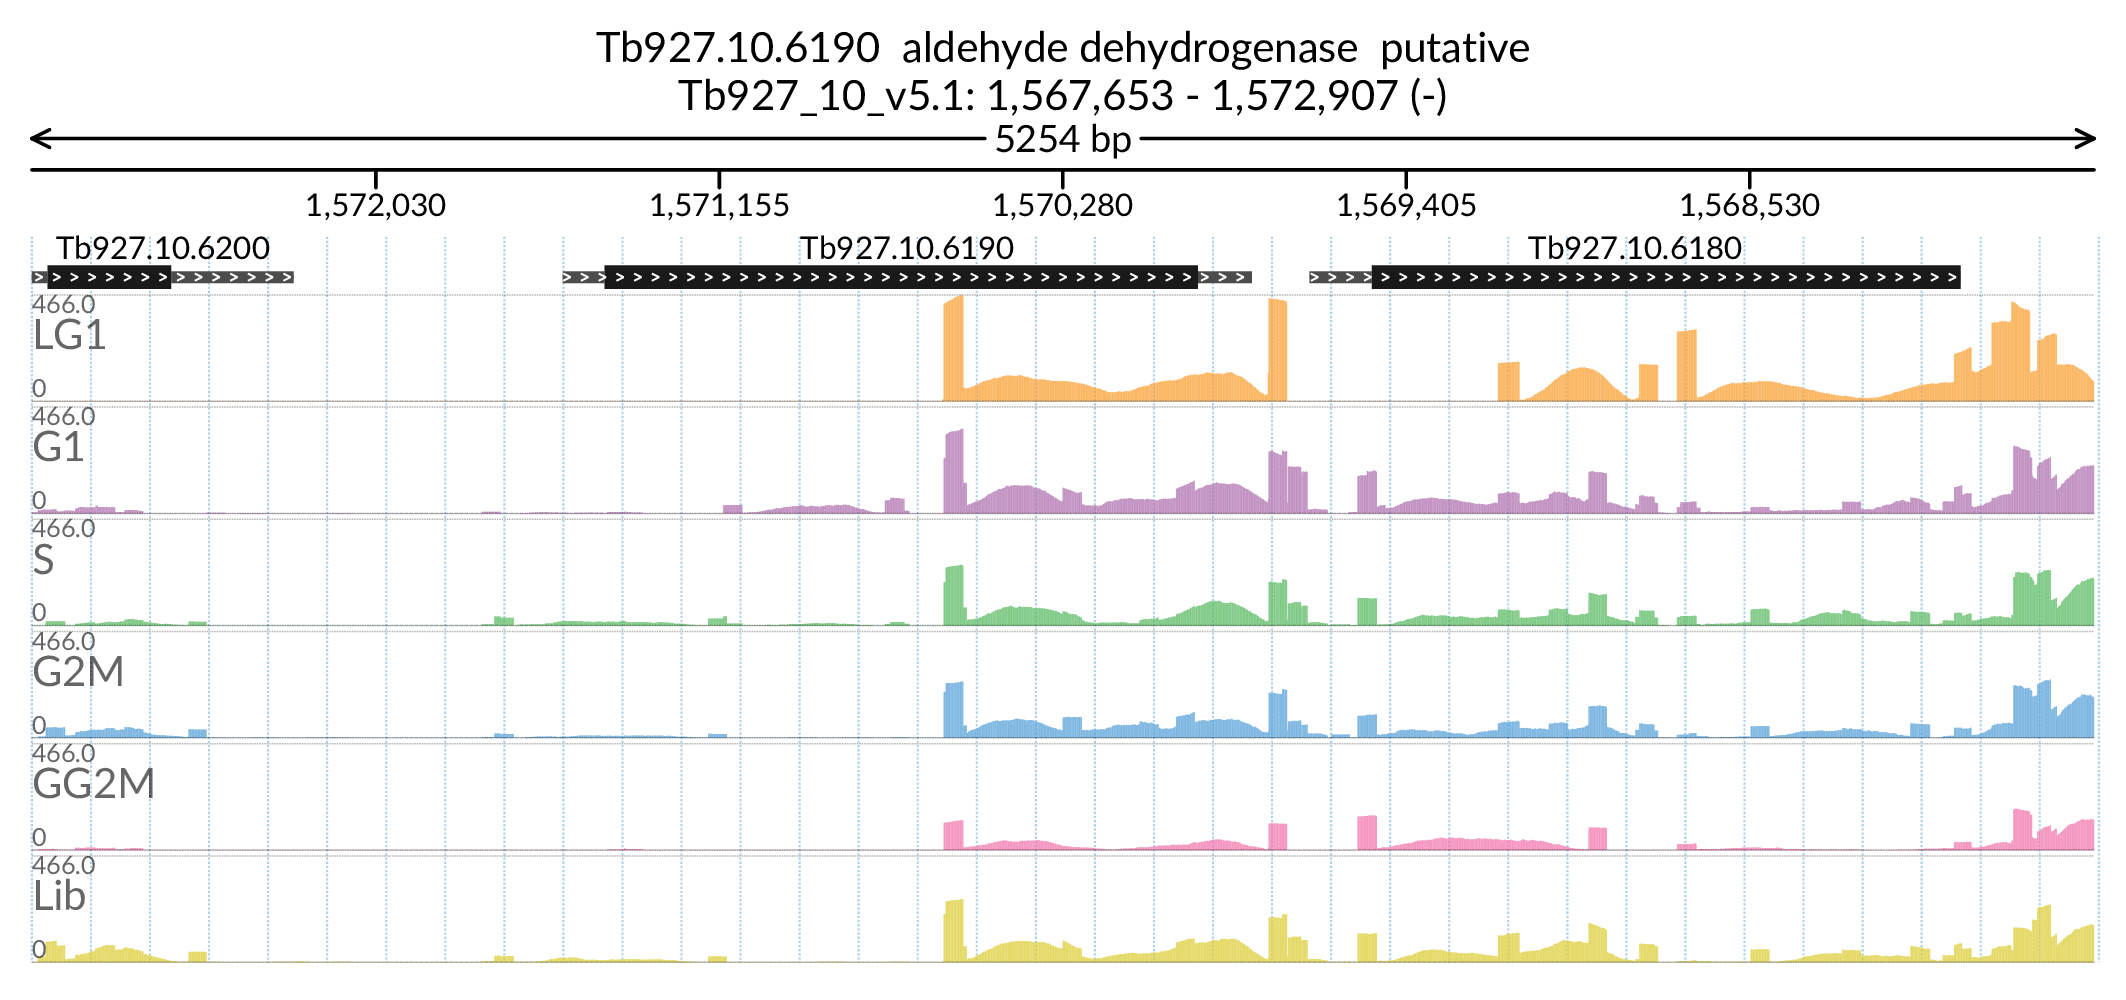 Tb927.10.6190 aldehyde dehydrogenase putative
Tb927_10_v5.1: 1,567,653 - 1,572,907 (-)
5254 bp
1,572,030 1,571,155 1,570,280 1,569,405 1,568,530
Tb927.10.6200 Tb927.10.6190 Tb927.10.6180
466.0
LG1
0
466.0
G1
0
466.0
S
0
466.0
G2M
0
466.0
GG2M
0
466.0
Lib
0